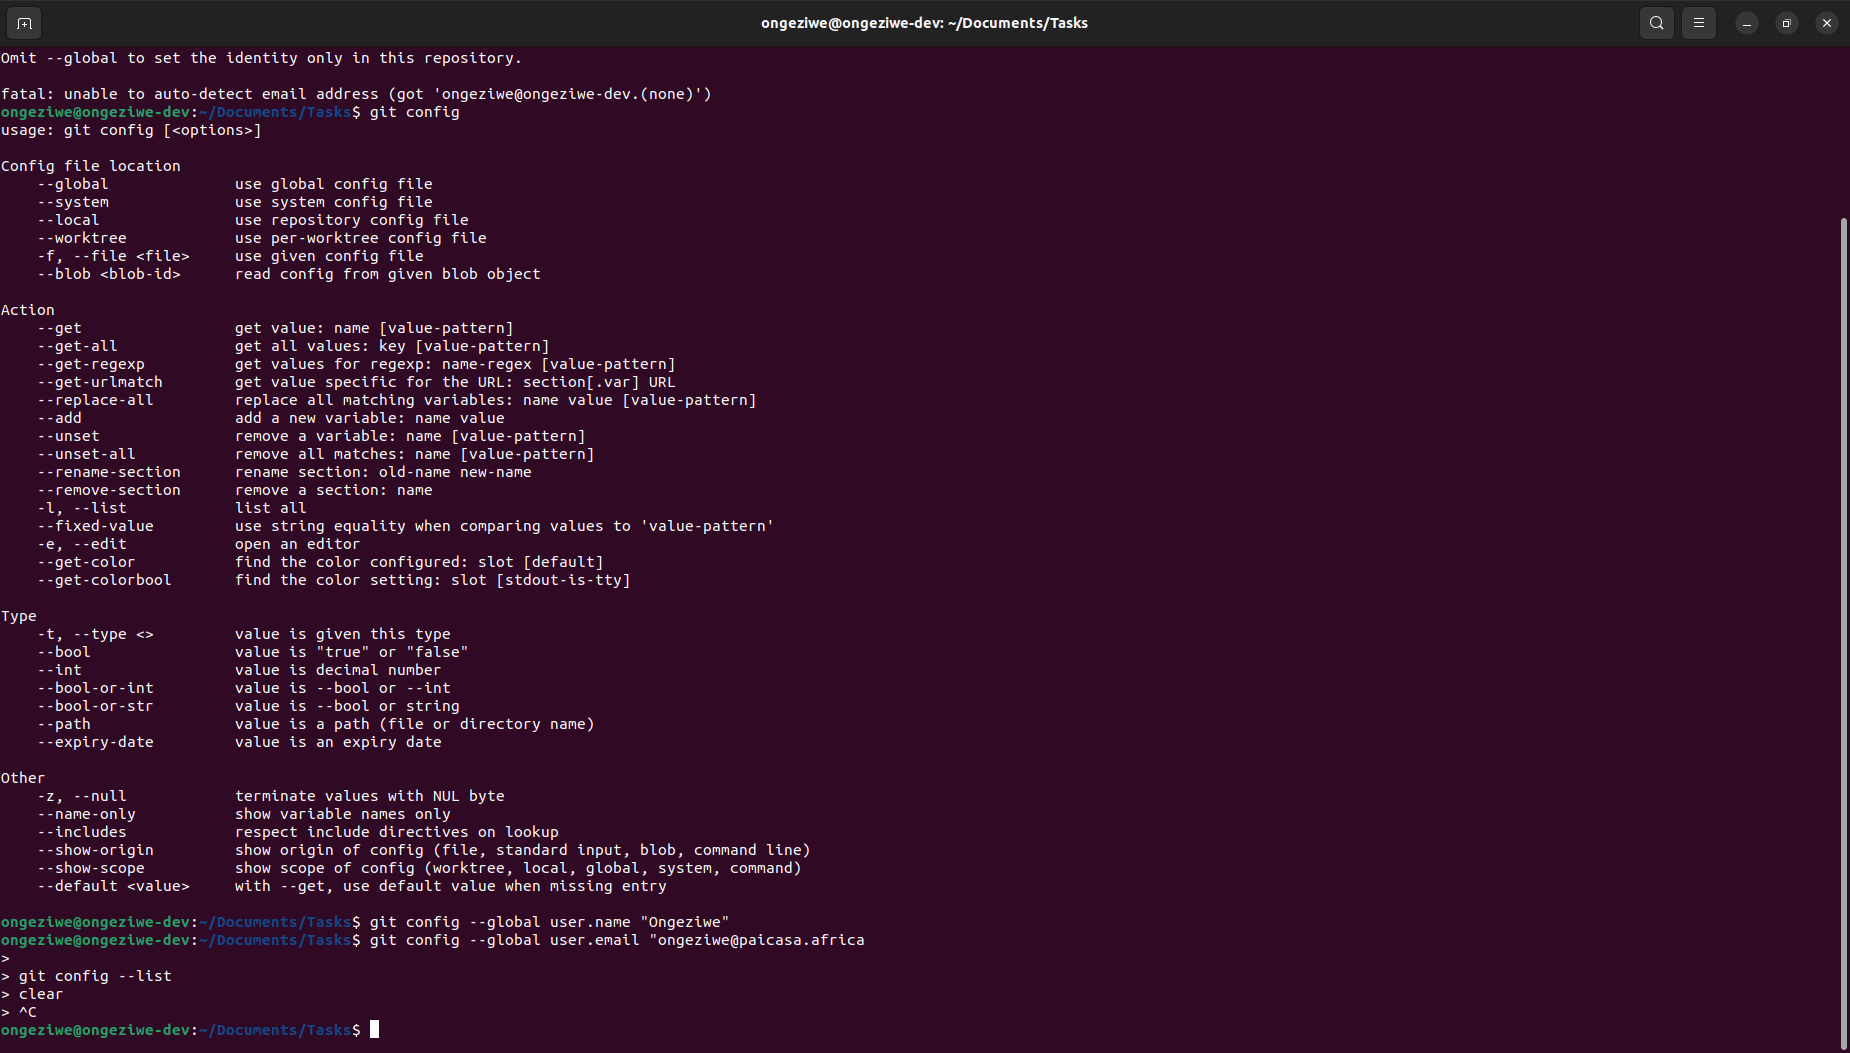 ongeziwe@ongeziwe-dev: ~/Documents/Tasks
Omit --global to set the identity only in this repository.

fatal: unable to auto-detect email address (got 'ongeziwe@ongeziwe-dev.(none)')
ongeziwe@ongeziwe-dev:~/Documents/Tasks$ git config
usage: git config [<options>]

Config file location
    --global              use global config file
    --system              use system config file
    --local               use repository config file
    --worktree            use per-worktree config file
    -f, --file <file>     use given config file
    --blob <blob-id>      read config from given blob object

Action
    --get                 get value: name [value-pattern]
    --get-all             get all values: key [value-pattern]
    --get-regexp          get values for regexp: name-regex [value-pattern]
    --get-urlmatch        get value specific for the URL: section[.var] URL
    --replace-all         replace all matching variables: name value [value-pattern]
    --add                 add a new variable: name value
    --unset               remove a variable: name [value-pattern]
    --unset-all           remove all matches: name [value-pattern]
    --rename-section      rename section: old-name new-name
    --remove-section      remove a section: name
    -l, --list            list all
    --fixed-value         use string equality when comparing values to 'value-pattern'
    -e, --edit            open an editor
    --get-color           find the color configured: slot [default]
    --get-colorbool       find the color setting: slot [stdout-is-tty]

Type
    -t, --type <>         value is given this type
    --bool                value is "true" or "false"
    --int                 value is decimal number
    --bool-or-int         value is --bool or --int
    --bool-or-str         value is --bool or string
    --path                value is a path (file or directory name)
    --expiry-date         value is an expiry date

Other
    -z, --null            terminate values with NUL byte
    --name-only           show variable names only
    --includes            respect include directives on lookup
    --show-origin         show origin of config (file, standard input, blob, command line)
    --show-scope          show scope of config (worktree, local, global, system, command)
    --default <value>     with --get, use default value when missing entry

ongeziwe@ongeziwe-dev:~/Documents/Tasks$ git config --global user.name "Ongeziwe"
ongeziwe@ongeziwe-dev:~/Documents/Tasks$ git config --global user.email "ongeziwe@paicasa.africa
>
> git config --list
> clear
> ^C
ongeziwe@ongeziwe-dev:~/Documents/Tasks$